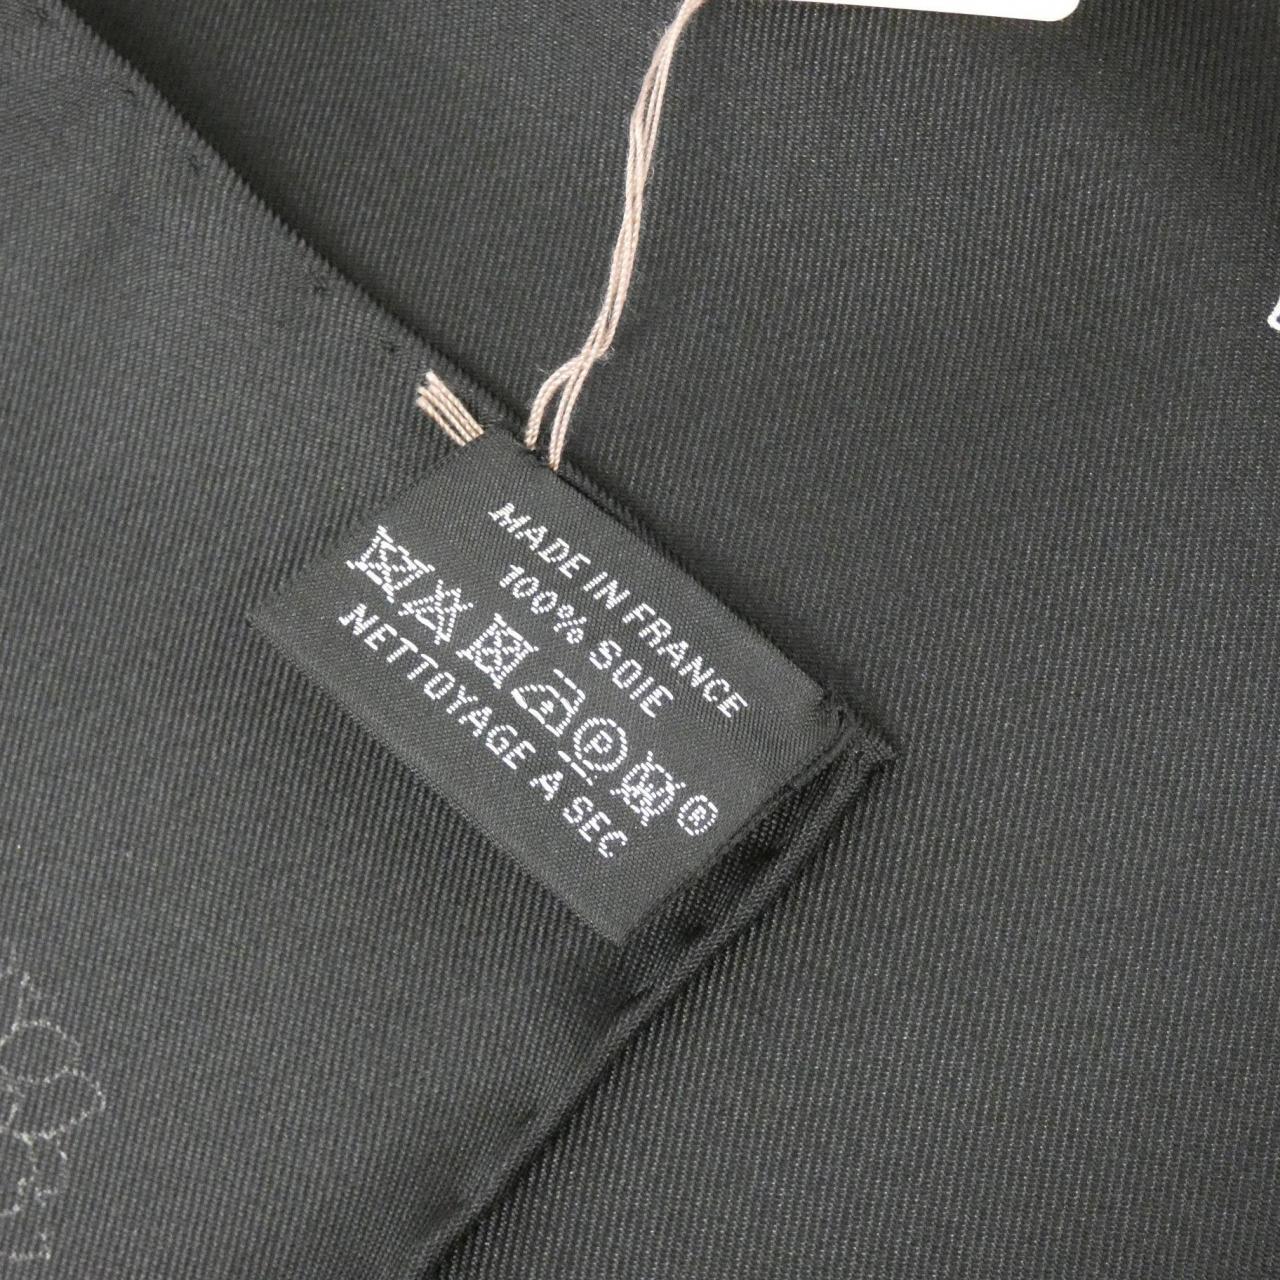 MADE IN FRANCE
100% SOIE
P W ®
NETTOYAGE A SEC